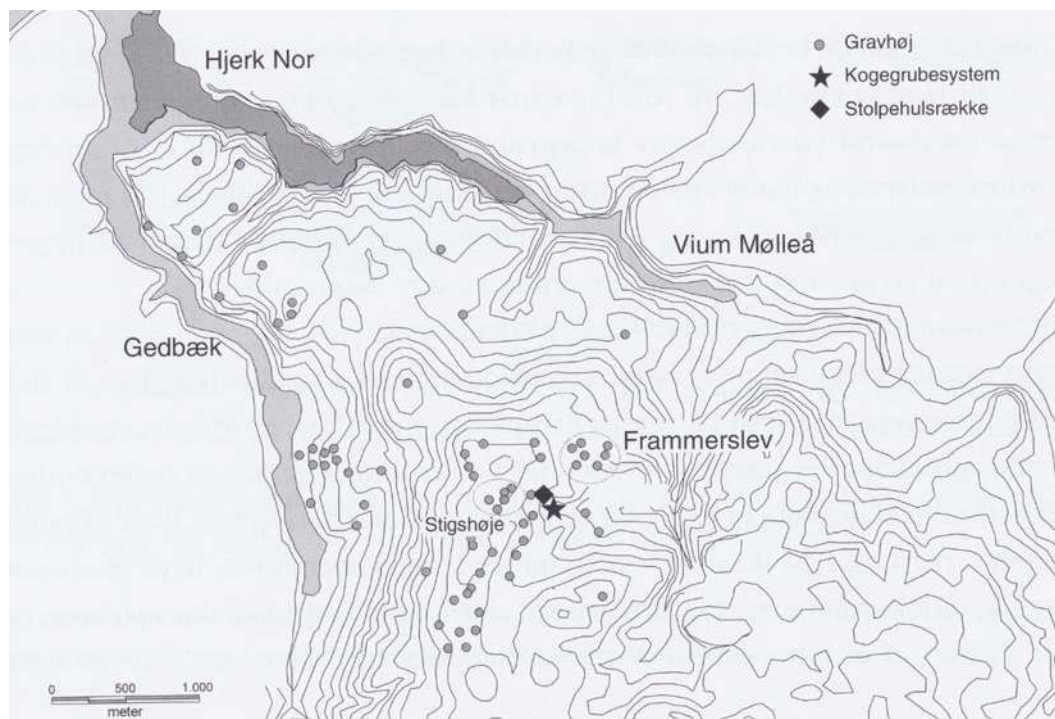 Hjerk Nor
Gravhøj
Kogegrubesystem
Stolpehulsrække
Vium Mølleå
Gedbæk
Frammerslev
Stigshøje
0 500 1.000
meter